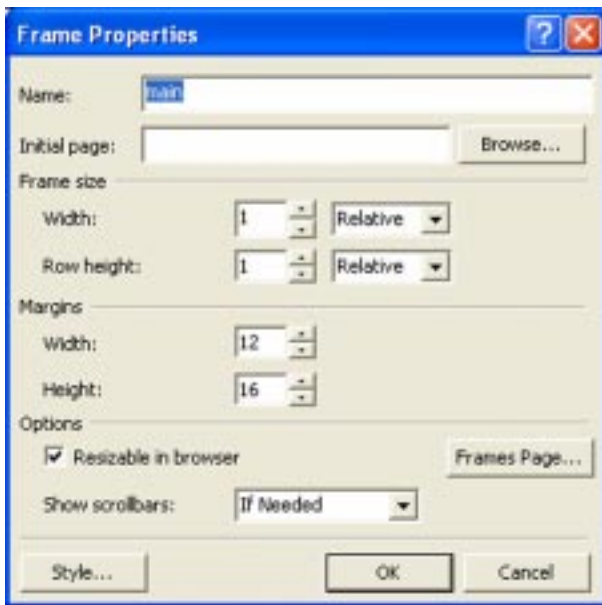 Frame Properties
Name: main
Initial page: Browse...
Frame size
Width: 1 Relative
Row height: 1 Relative
Margins
Width: 12
Height: 16
Options
Resizable in browser Frames Page...
Show scrollbars: If Needed
Style... OK Cancel